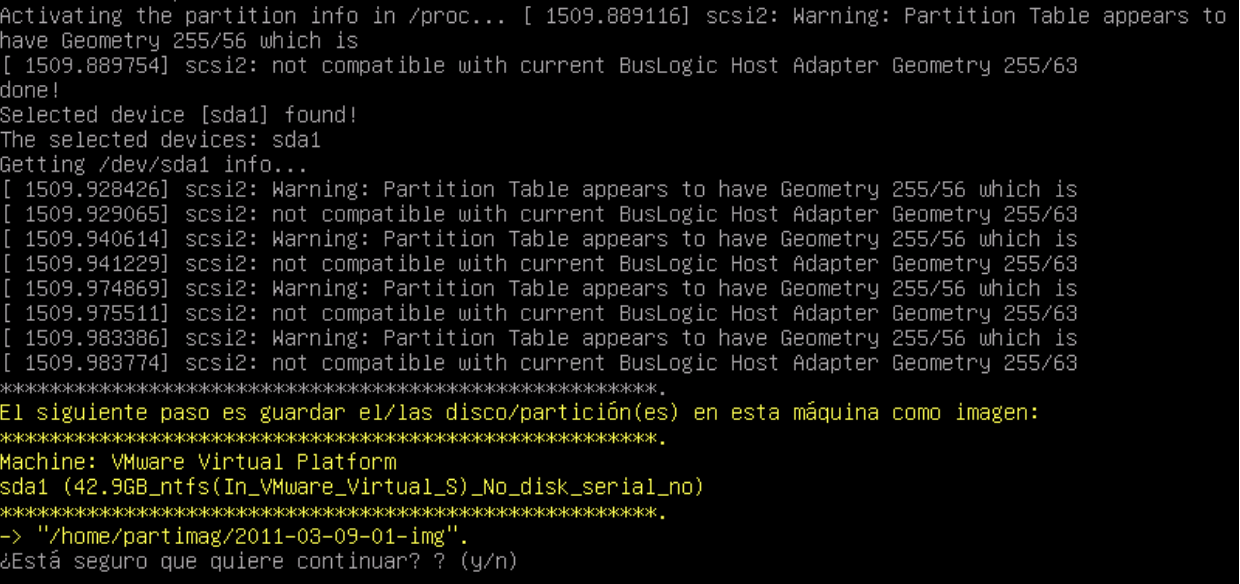 Activating the partition info in /proc... [ 1509.889116] scsi2: Warning: Partition Table appears to
have Geometry 255/56 which is
[ 1509.889754] scsi2: not compatible with current BusLogic Host Adapter Geometry 255/63
done!
Selected device [sda1] found!
The selected devices: sda1
Getting /dev/sda1 info...
[ 1509.928426] scsi2: Warning: Partition Table appears to have Geometry 255/56 which is
[ 1509.929065] scsi2: not compatible with current BusLogic Host Adapter Geometry 255/63
[ 1509.940614] scsi2: Warning: Partition Table appears to have Geometry 255/56 which is
[ 1509.941229] scsi2: not compatible with current BusLogic Host Adapter Geometry 255/63
[ 1509.974869] scsi2: Warning: Partition Table appears to have Geometry 255/56 which is
[ 1509.975511] scsi2: not compatible with current BusLogic Host Adapter Geometry 255/63
[ 1509.983386] scsi2: Warning: Partition Table appears to have Geometry 255/56 which is
[ 1509.983774] scsi2: not compatible with current BusLogic Host Adapter Geometry 255/63
*****************************************************.
El siguiente paso es guardar el/las disco/partición(es) en esta máquina como imagen:
*****************************************************.
Machine: VMware Virtual Platform
sda1 (42.9GB_ntfs(In_VMware_Virtual_S)_No_disk_serial_no)
*****************************************************.
-> "/home/partimag/2011-03-09-01-img".
¿Está seguro que quiere continuar? ? (y/n)